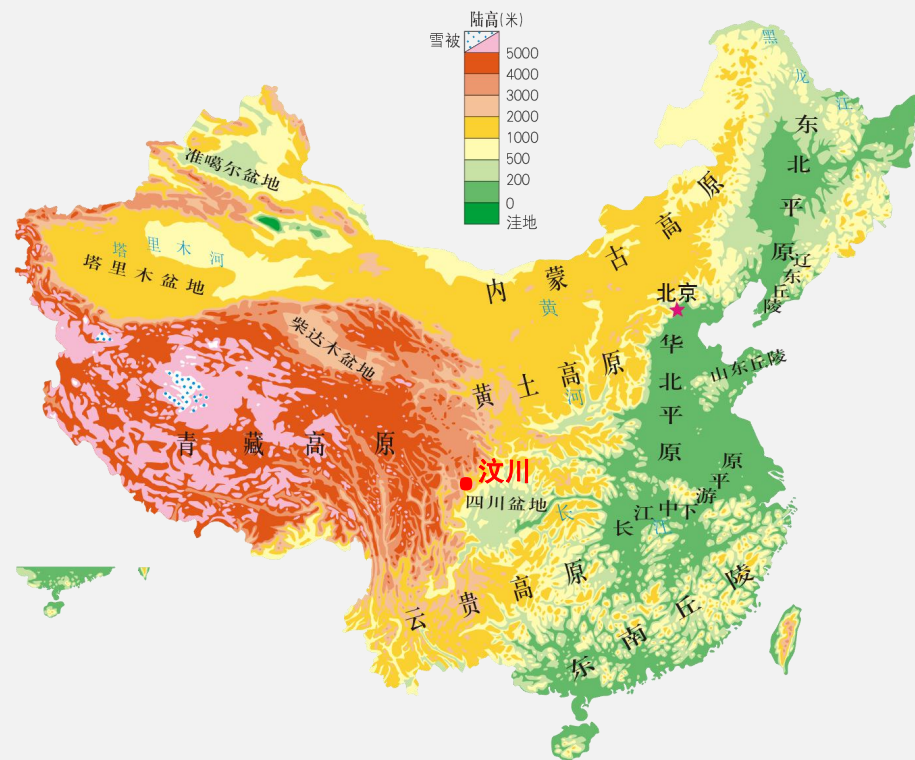 陆高(米)
雪被
5000
4000
3000
2000
1000
500
200
0
洼地
黑龙江
东北平原
准噶尔盆地
内蒙古高原
塔里木河
塔里木盆地
辽东丘陵
北京
黄
柴达木盆地
华北平原
山东丘陵
黄土高原
河
青藏高原
汶川
四川盆地
长
江
长江中下游平原
云贵高原
东南丘陵